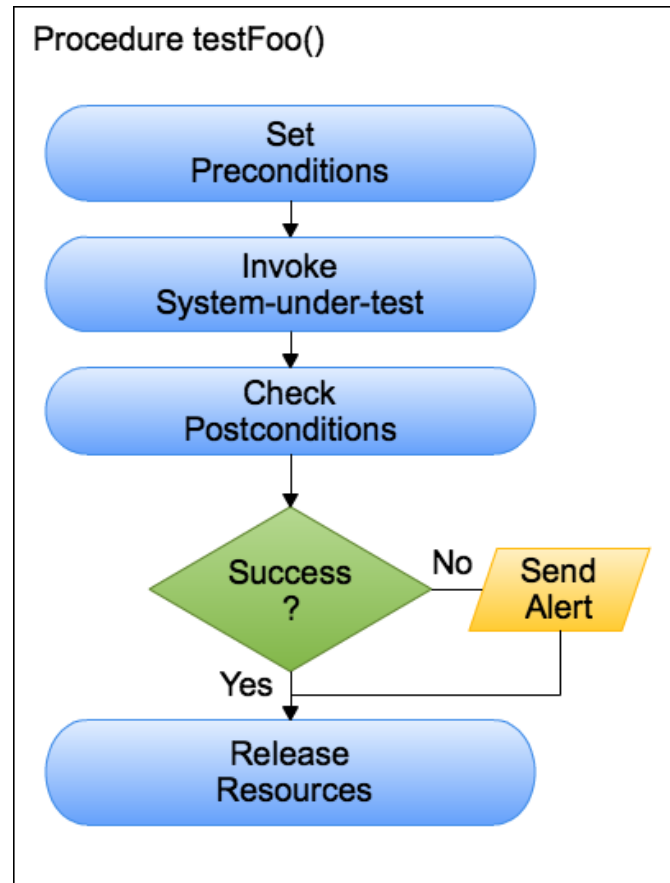 Procedure testFoo()
Set
Preconditions
Invoke
System-under-test
Check
Postconditions
Success
?
No
Send
Alert
Yes
Release
Resources